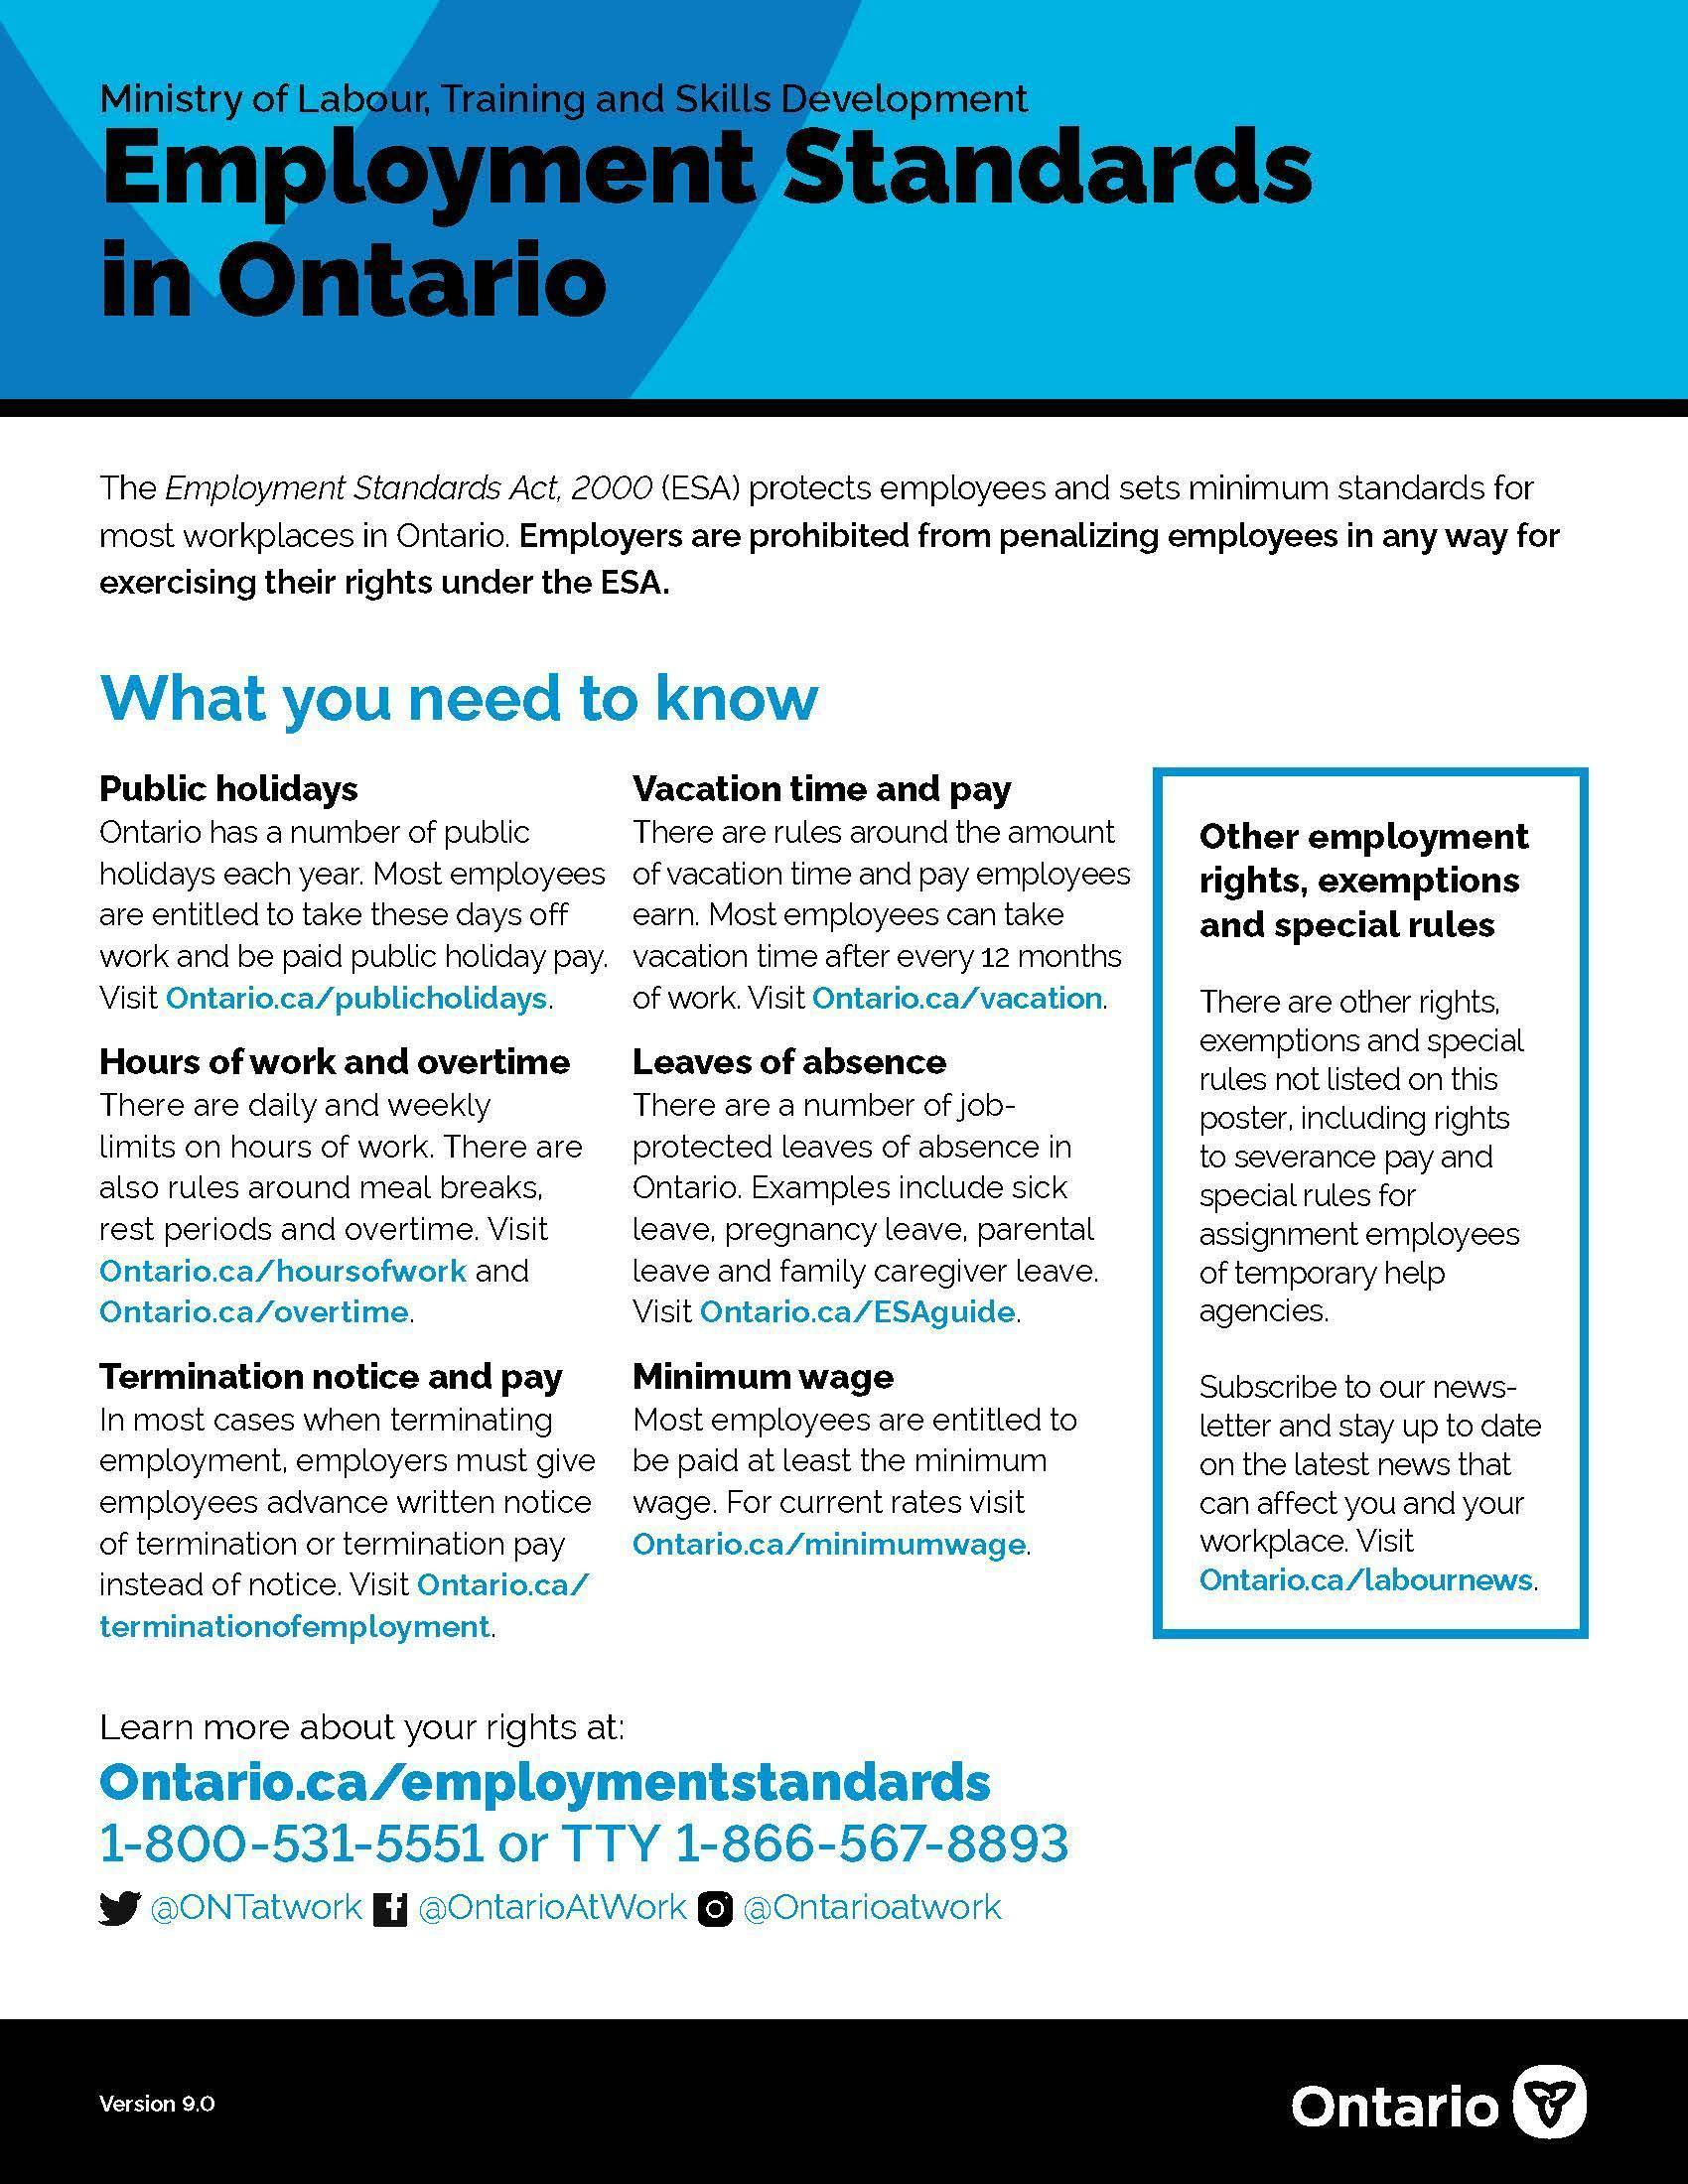 Ministry of Labour, Training and Skills Development
Employment Standards
in Ontario
The Employment Standards Act, 2000 (ESA) protects employees and sets minimum standards for
most workplaces in Ontario. Employers are prohibited from penalizing employees in any way for
exercising their rights under the ESA.
What you need to know
Public holidays
Ontario has a number of public
holidays each year. Most employees
are entitled to take these days off
work and be paid public holiday pay.
Visit Ontario.ca/publicholidays.
Hours of work and overtime
There are daily and weekly
limits on hours of work. There are
also rules around meal breaks,
rest periods and overtime. Visit
Ontario.ca/hoursofwork and
Ontario.ca/overtime.
Termination notice and pay
In most cases when terminating
employment, employers must give
employees advance written notice
of termination or termination pay
instead of notice. Visit Ontario.ca/
terminationofemployment.
Vacation time and pay
There are rules around the amount
of vacation time and pay employees
earn. Most employees can take
vacation time after every 12 months
of work. Visit Ontario.ca/vacation.
Leaves of absence
There are a number of job-
protected leaves of absence in
Ontario. Examples include sick
leave, pregnancy leave, parental
leave and family caregiver leave.
Visit Ontario.ca/ESAguide.
Minimum wage
Most employees are entitled to
be paid at least the minimum
wage. For current rates visit
Ontario.ca/minimumwage.
Other employment
rights, exemptions
and special rules
There are other rights,
exemptions and special
rules not listed on this
poster, including rights
to severance pay and
special rules for
assignment employees
of temporary help
agencies.
Subscribe to our news-
letter and stay up to date
on the latest news that
can affect you and your
workplace. Visit
Ontario.ca/labournews.
Learn more about your rights at:
Ontario.ca/employmentstandards
1-800-531-5551 or TTY 1-866-567-8893
@ONTatwork @OntarioAtWork @Ontarioatwork
Version 9.0
Ontario